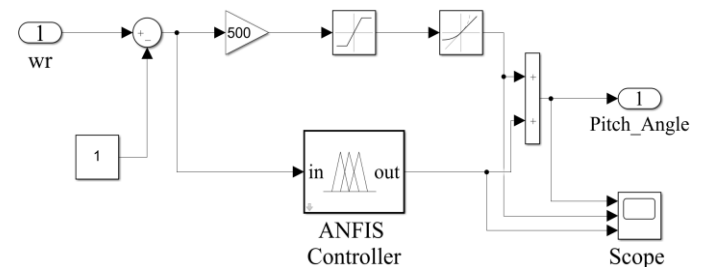 1
wr
+
-
500
1
+
+
1
Pitch_Angle
in
out
ANFIS
Controller
Scope